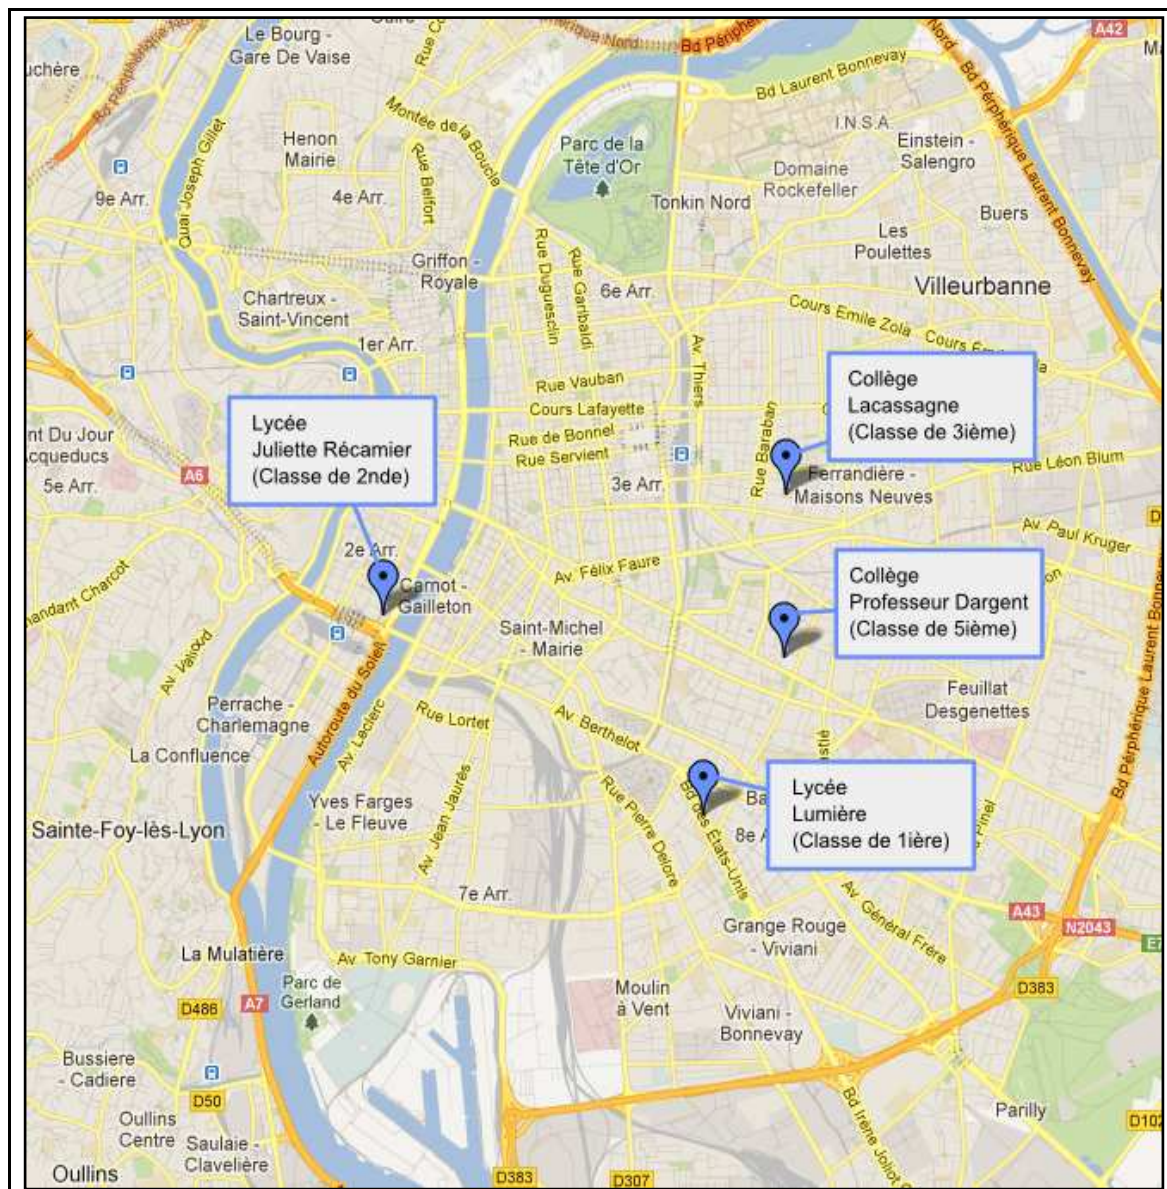 Le Bourg -
Gare De Vaise
Bd Périphérique Nord
A42
Bd Laurent Bonnevay
Quai Joseph Gillet
Montée de la
Boucle
Henon
Mairie
Rue Belfort
Parc de la
Tête d'Or
I.N.S.A.
Einstein -
Salengro
Domaine
Rockefeller
Bd Périphérique Laurent Bonnevay
9e Arr.
4e Arr.
Tonkin Nord
Buers
Les
Poulettes
Griffon -
Royale
Rue Duguesclin
Rue Garibaldi
6e Arr.
Villeurbanne
Chartreux -
Saint-Vincent
1er Arr.
Cours Emile Zola
Av. Thiers
Rue Vauban
Cours Lafayette
Rue de Bonnel
Rue Servient
Rue Baraban
Collège
Lacassagne
(Classe de 3ième)
Lycée
Juliette Récamier
(Classe de 2nde)
A6
5e Arr.
3e Arr.
Ferrandière -
Maisons Neuves
Rue Léon Blum
Av. Paul Kruger
2e Arr.
Av. Félix Faure
Carnot -
Gailleton
Collège
Professeur Dargent
(Classe de 5ième)
Saint-Michel
- Mairie
Av. Valioud
Autoroute du Soleil
Perrache -
Charlemagne
Feuillat
Desgenettes
Rue Lortet
Av. Leclerc
Av. Berthelot
La Confluence
Bd Périphérique Laurent Bonnevay
Yves Farges
- Le Fleuve
Av. Jean Jaurès
Rue Pierre Delore
Bd des États-Unis
Lycée
Lumière
(Classe de 1ière)
Sainte-Foy-lès-Lyon
7e Arr.
Av. Général Frère
A43
N2043
Grange Rouge
- Viviani
La Mulatière
Av. Tony Garnier
Parc de
Gerland
D486
A7
Moulin
à Vent
D383
Viviani -
Bonnevay
Bussiere
- Cadiere
D50
Oullins
Centre
Saulaie -
Clavelière
Parilly
Oullins
D383
D307